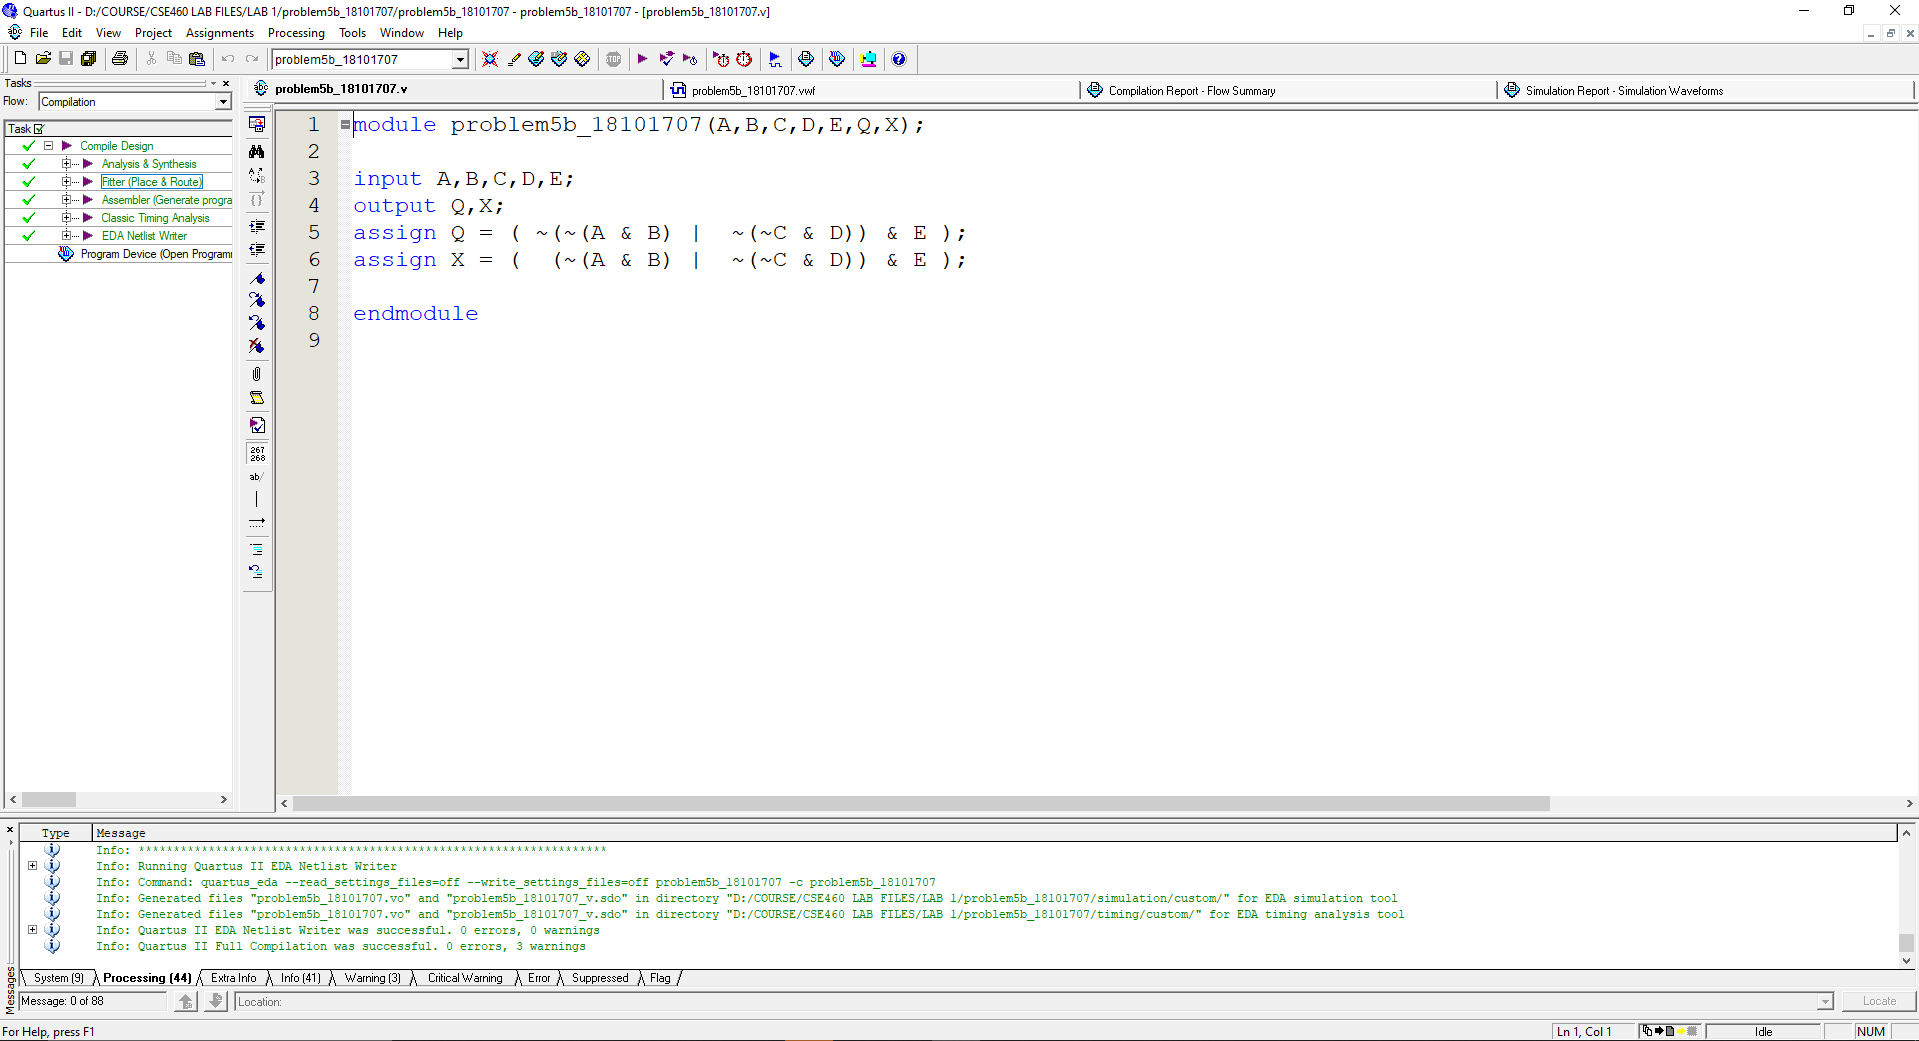 Quartus II - D:/COURSE/CSE460 LAB FILES/LAB 1/problem5b_18101707/problem5b_18101707 - problem5b_18101707 - [problem5b_18101707.v]
File Edit View Project Assignments Processing Tools Window Help
problem5b_18101707
STOP
Tasks
Flow: Compilation
Task
Compile Design
Analysis & Synthesis
Fitter (Place & Route)
Assembler (Generate progra
Classic Timing Analysis
EDA Netlist Writer
Program Device (Open Program
problem5b_18101707.v
problem5b_18101707.vwf
Compilation Report - Flow Summary
Simulation Report - Simulation Waveforms
267
268
ab/
1 module problem5b_18101707(A,B,C,D,E,Q,X);
2
3 input A,B,C,D,E;
4 output Q,X;
5 assign Q = ( ~(~(A & B) |  ~(~C & D)) & E );
6 assign X = (  (~(A & B) |  ~(~C & D)) & E );
7
8 endmodule
9
Type Message
Info: *******************************************************************
Info: Running Quartus II EDA Netlist Writer
Info: Command: quartus_eda --read_settings_files=off --write_settings_files=off problem5b_18101707 -c problem5b_18101707
Info: Generated files "problem5b_18101707.vo" and "problem5b_18101707_v.sdo" in directory "D:/COURSE/CSE460 LAB FILES/LAB 1/problem5b_18101707/simulation/custom/" for EDA simulation tool
Info: Generated files "problem5b_18101707.vo" and "problem5b_18101707_v.sdo" in directory "D:/COURSE/CSE460 LAB FILES/LAB 1/problem5b_18101707/timing/custom/" for EDA timing analysis tool
Info: Quartus II EDA Netlist Writer was successful. 0 errors, 0 warnings
Info: Quartus II Full Compilation was successful. 0 errors, 3 warnings
System (9) Processing (44) Extra Info Info (41) Warning (3) Critical Warning Error Suppressed Flag
Messages
Message: 0 of 88
Location:
Locate
For Help, press F1
Ln 1, Col 1
Idle
NUM